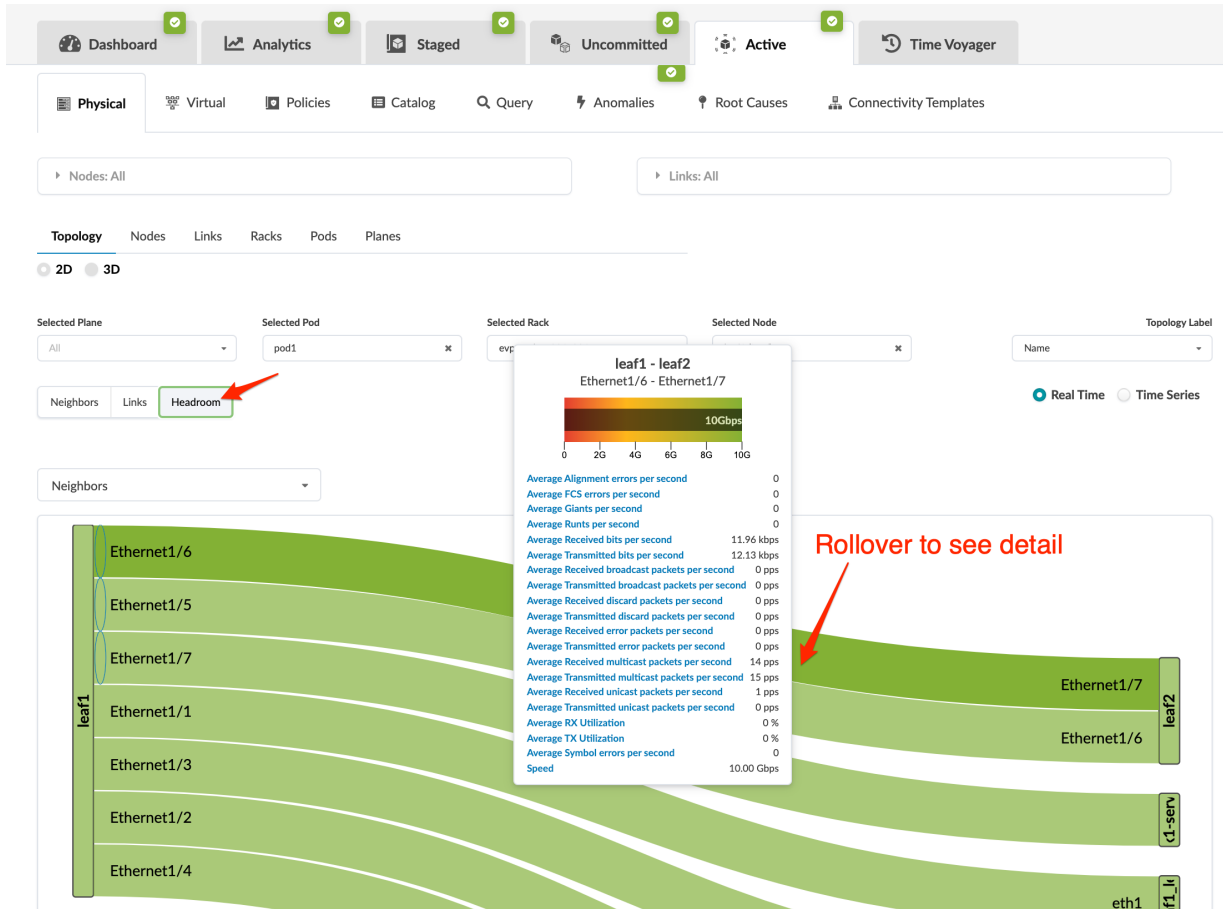 Dashboard Analytics Staged Uncommitted Active Time Voyager
Physical Virtual Policies Catalog Query Anomalies Root Causes Connectivity Templates
Nodes: All Links: All
Topology Nodes Links Racks Pods Planes
2D 3D
Selected Plane Selected Pod Selected Rack Selected Node Topology Label
All pod1 evp Name
Neighbors Links Headroom Real Time Time Series
Neighbors
leaf1 - leaf2
Ethernet1/6 - Ethernet1/7
10Gbps
0 2G 4G 6G 8G 10G
Average Alignment errors per second 0
Average FCS errors per second 0
Average Giants per second 0
Average Runts per second 0
Average Received bits per second 11.96 kbps
Average Transmitted bits per second 12.13 kbps
Average Received broadcast packets per second 0 pps
Average Transmitted broadcast packets per second 0 pps
Average Received discard packets per second 0 pps
Average Transmitted discard packets per second 0 pps
Average Received error packets per second 0 pps
Average Transmitted error packets per second 0 pps
Average Received multicast packets per second 14 pps
Average Transmitted multicast packets per second 15 pps
Average Received unicast packets per second 1 pps
Average Transmitted unicast packets per second 0 pps
Average RX Utilization 0 %
Average TX Utilization 0 %
Average Symbol errors per second 0
Speed 10.00 Gbps
Rollover to see detail
leaf1
Ethernet1/6
Ethernet1/5
Ethernet1/7
Ethernet1/1
Ethernet1/3
Ethernet1/2
Ethernet1/4
Ethernet1/7
Ethernet1/6
leaf2
eth1